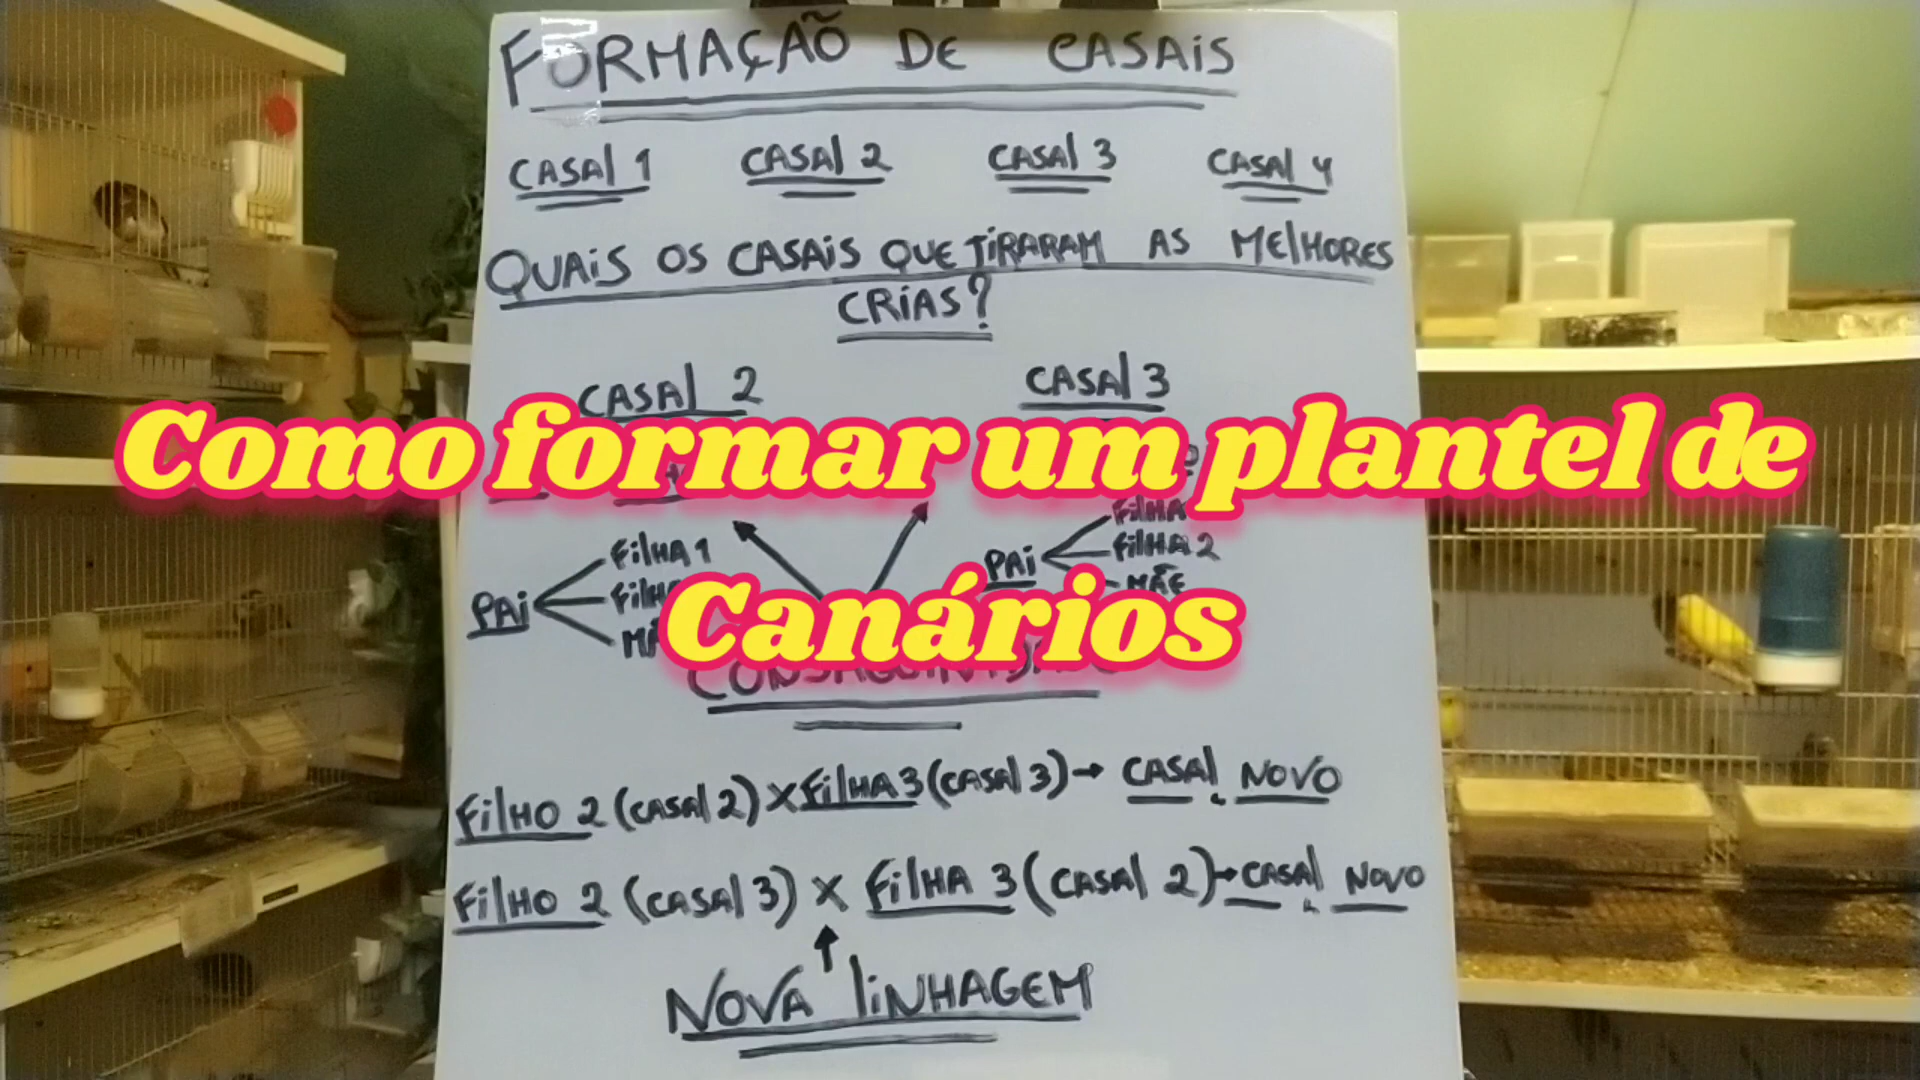 FORMAÇÃO DE CASAIS
CASAL 1 CASAL 2 CASAL 3 CASAL 4
QUAIS OS CASAIS QUE TIRARAM AS MELHORES
CRIAS?
CASAL 2 CASAL 3
Como formar um plantel de
Canários
PAI FILHA 1
MÃ
PAI FILHA
FILHA 2
MÃE
FILHO 2 (CASAL 2) X FILHA 3 (CASAL 3) → CASAL NOVO
FILHO 2 (CASAL 3) X FILHA 3 (CASAL 2) → CASAL NOVO
NOVA LINHAGEM